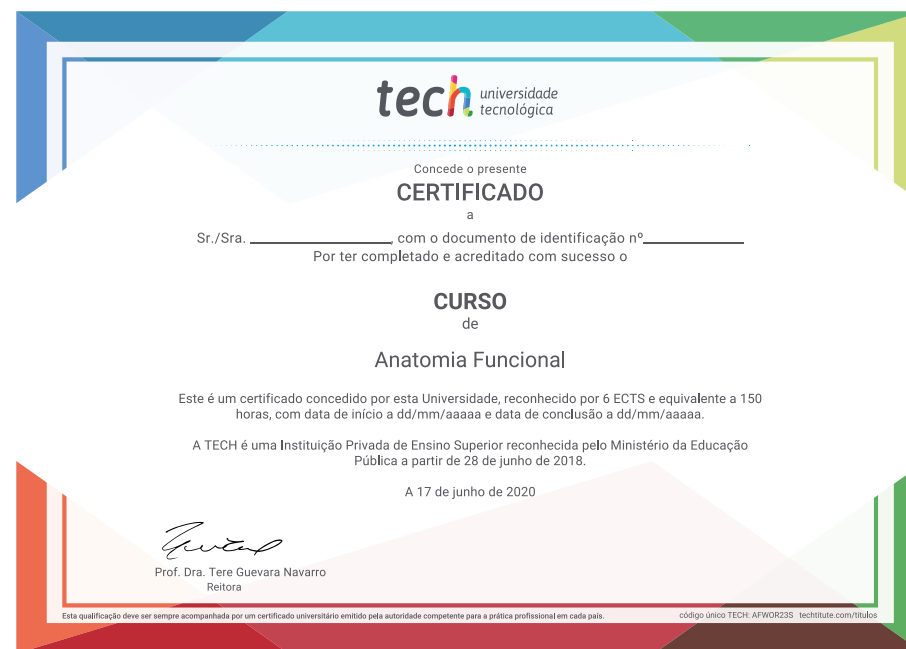 tech universidade
tecnológica
Concede o presente
CERTIFICADO
a
Sr./Sra. _________________, com o documento de identificação nº____________
Por ter completado e acreditado com sucesso o
CURSO
de
Anatomia Funcional
Este é um certificado concedido por esta Universidade, reconhecido por 6 ECTS e equivalente a 150
horas, com data de início a dd/mm/aaaaa e data de conclusão a dd/mm/aaaaa.
A TECH é uma Instituição Privada de Ensino Superior reconhecida pelo Ministério da Educação
Pública a partir de 28 de junho de 2018.
A 17 de junho de 2020
Prof. Dra. Tere Guevara Navarro
Reitora
Esta qualificação deve ser sempre acompanhada por um certificado universitário emitido pela autoridade competente para a prática profissional em cada país.
código único TECH: AFWOR23S techtitute.com/titulos